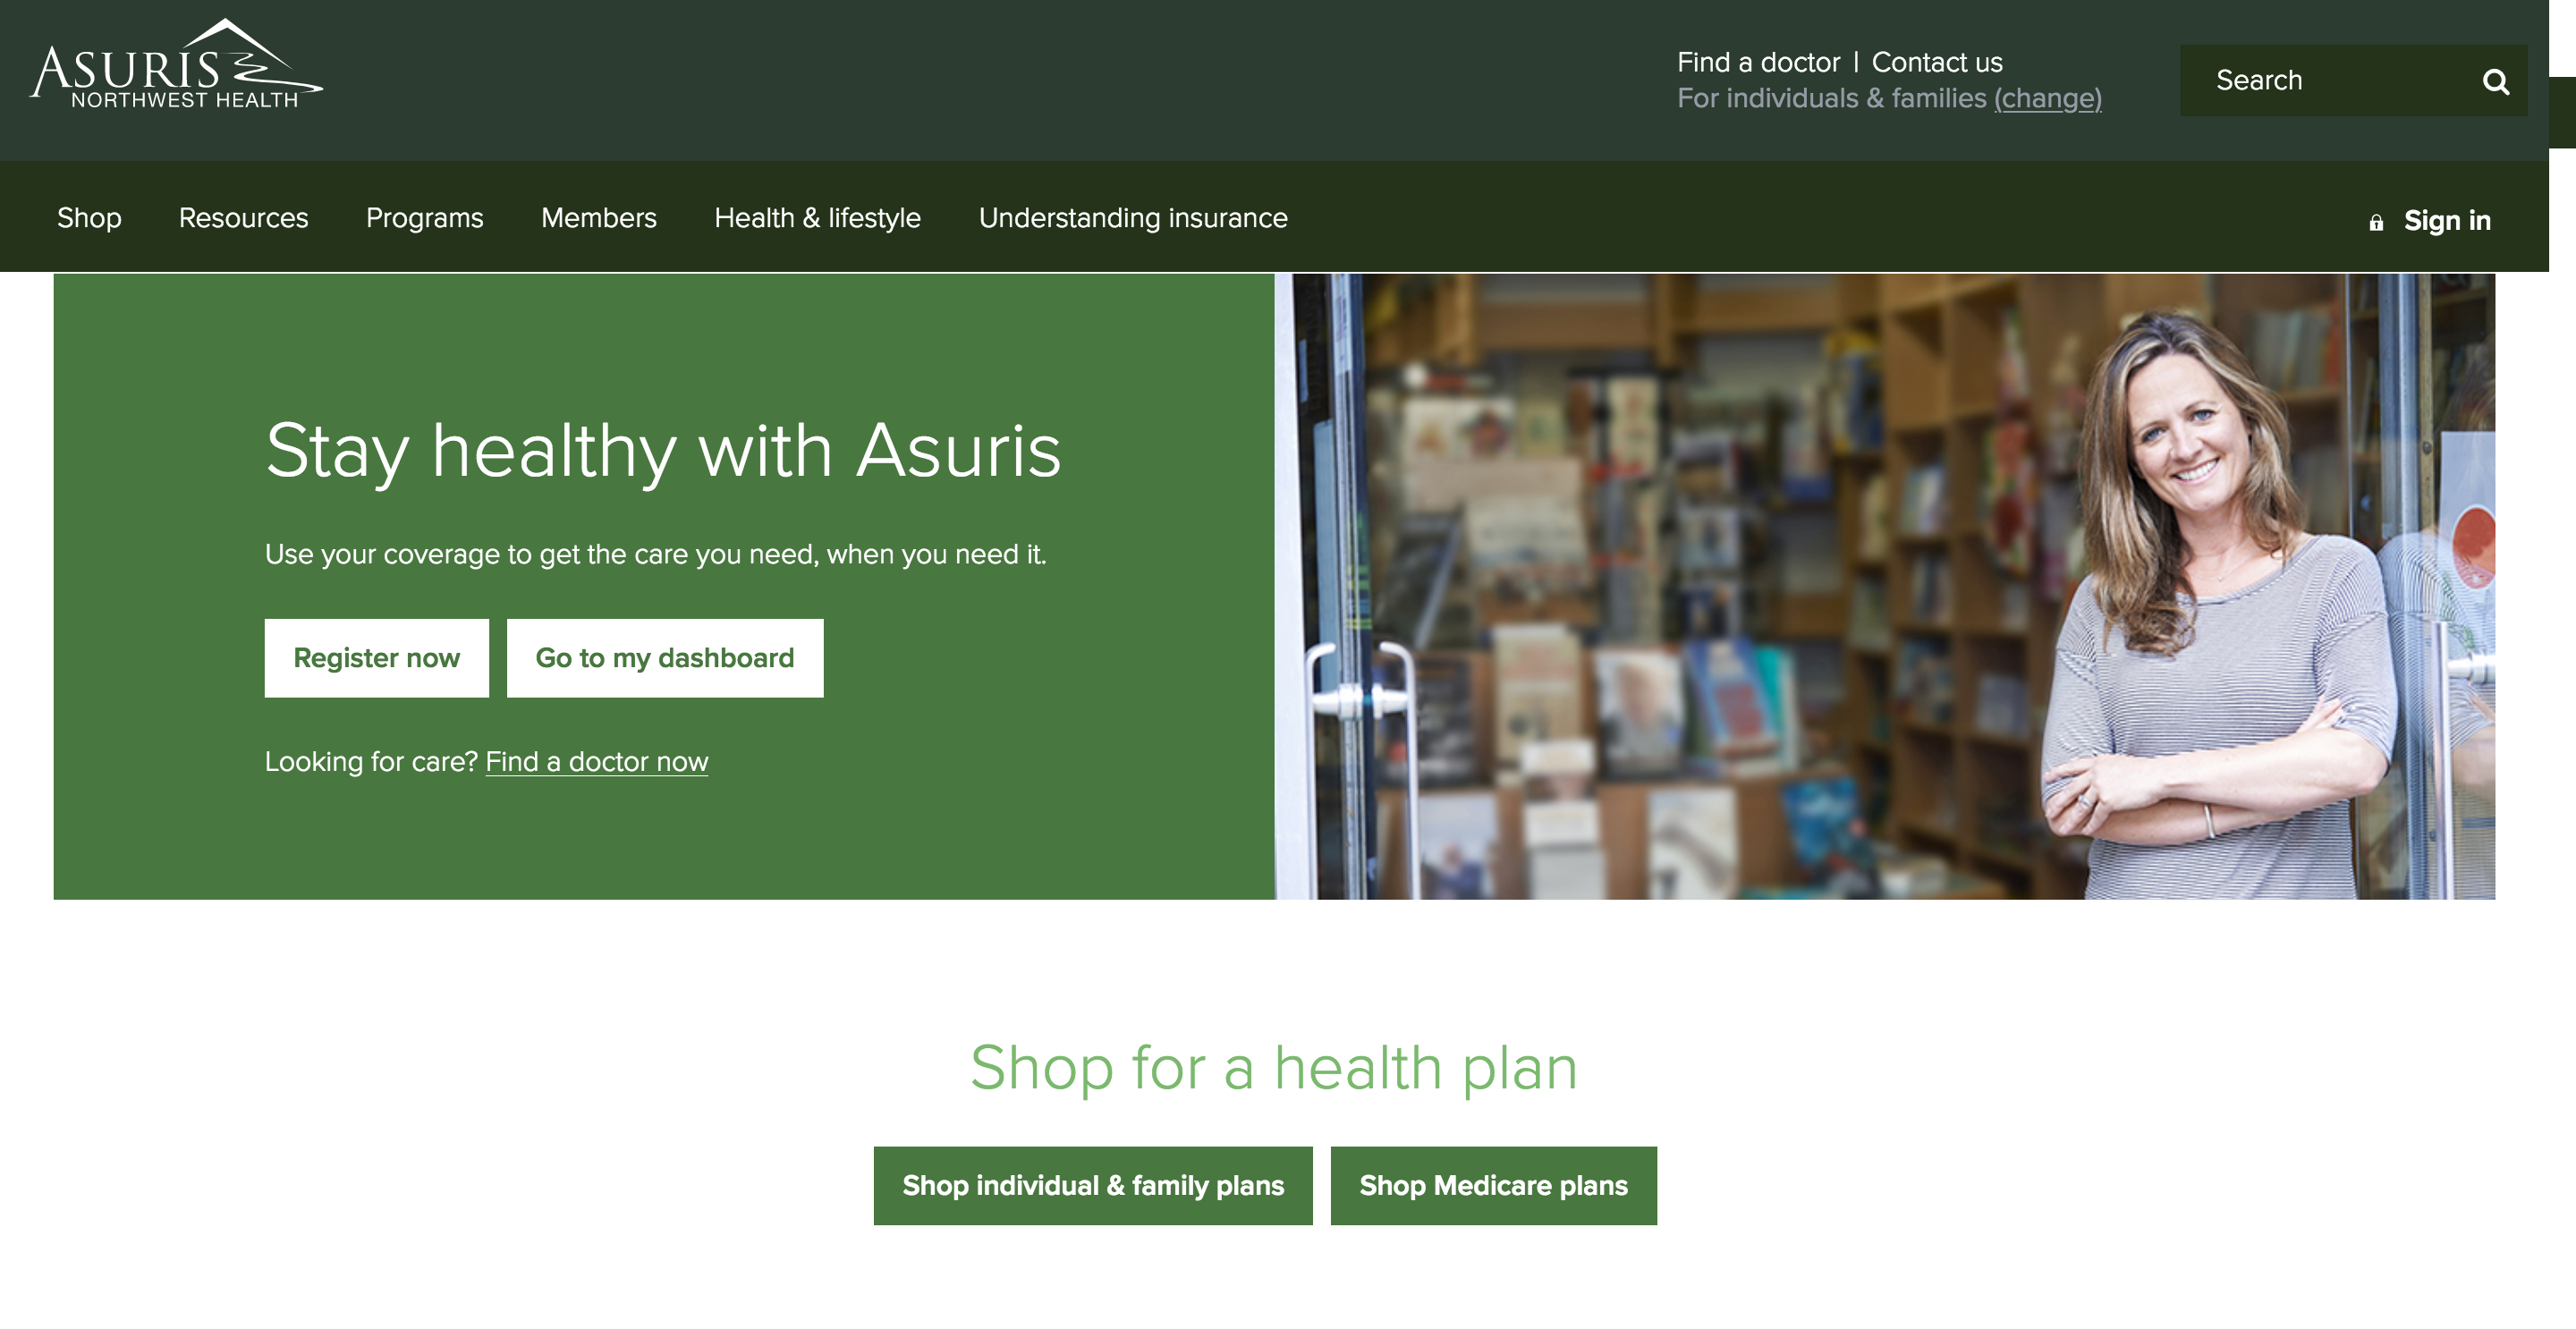 ASURIS
NORTHWEST HEALTH
Find a doctor | Contact us
For individuals & families (change)
Search
Shop Resources Programs Members Health & lifestyle Understanding insurance Sign in
Stay healthy with Asuris
Use your coverage to get the care you need, when you need it.
Register now Go to my dashboard
Looking for care? Find a doctor now
Shop for a health plan
Shop individual & family plans Shop Medicare plans